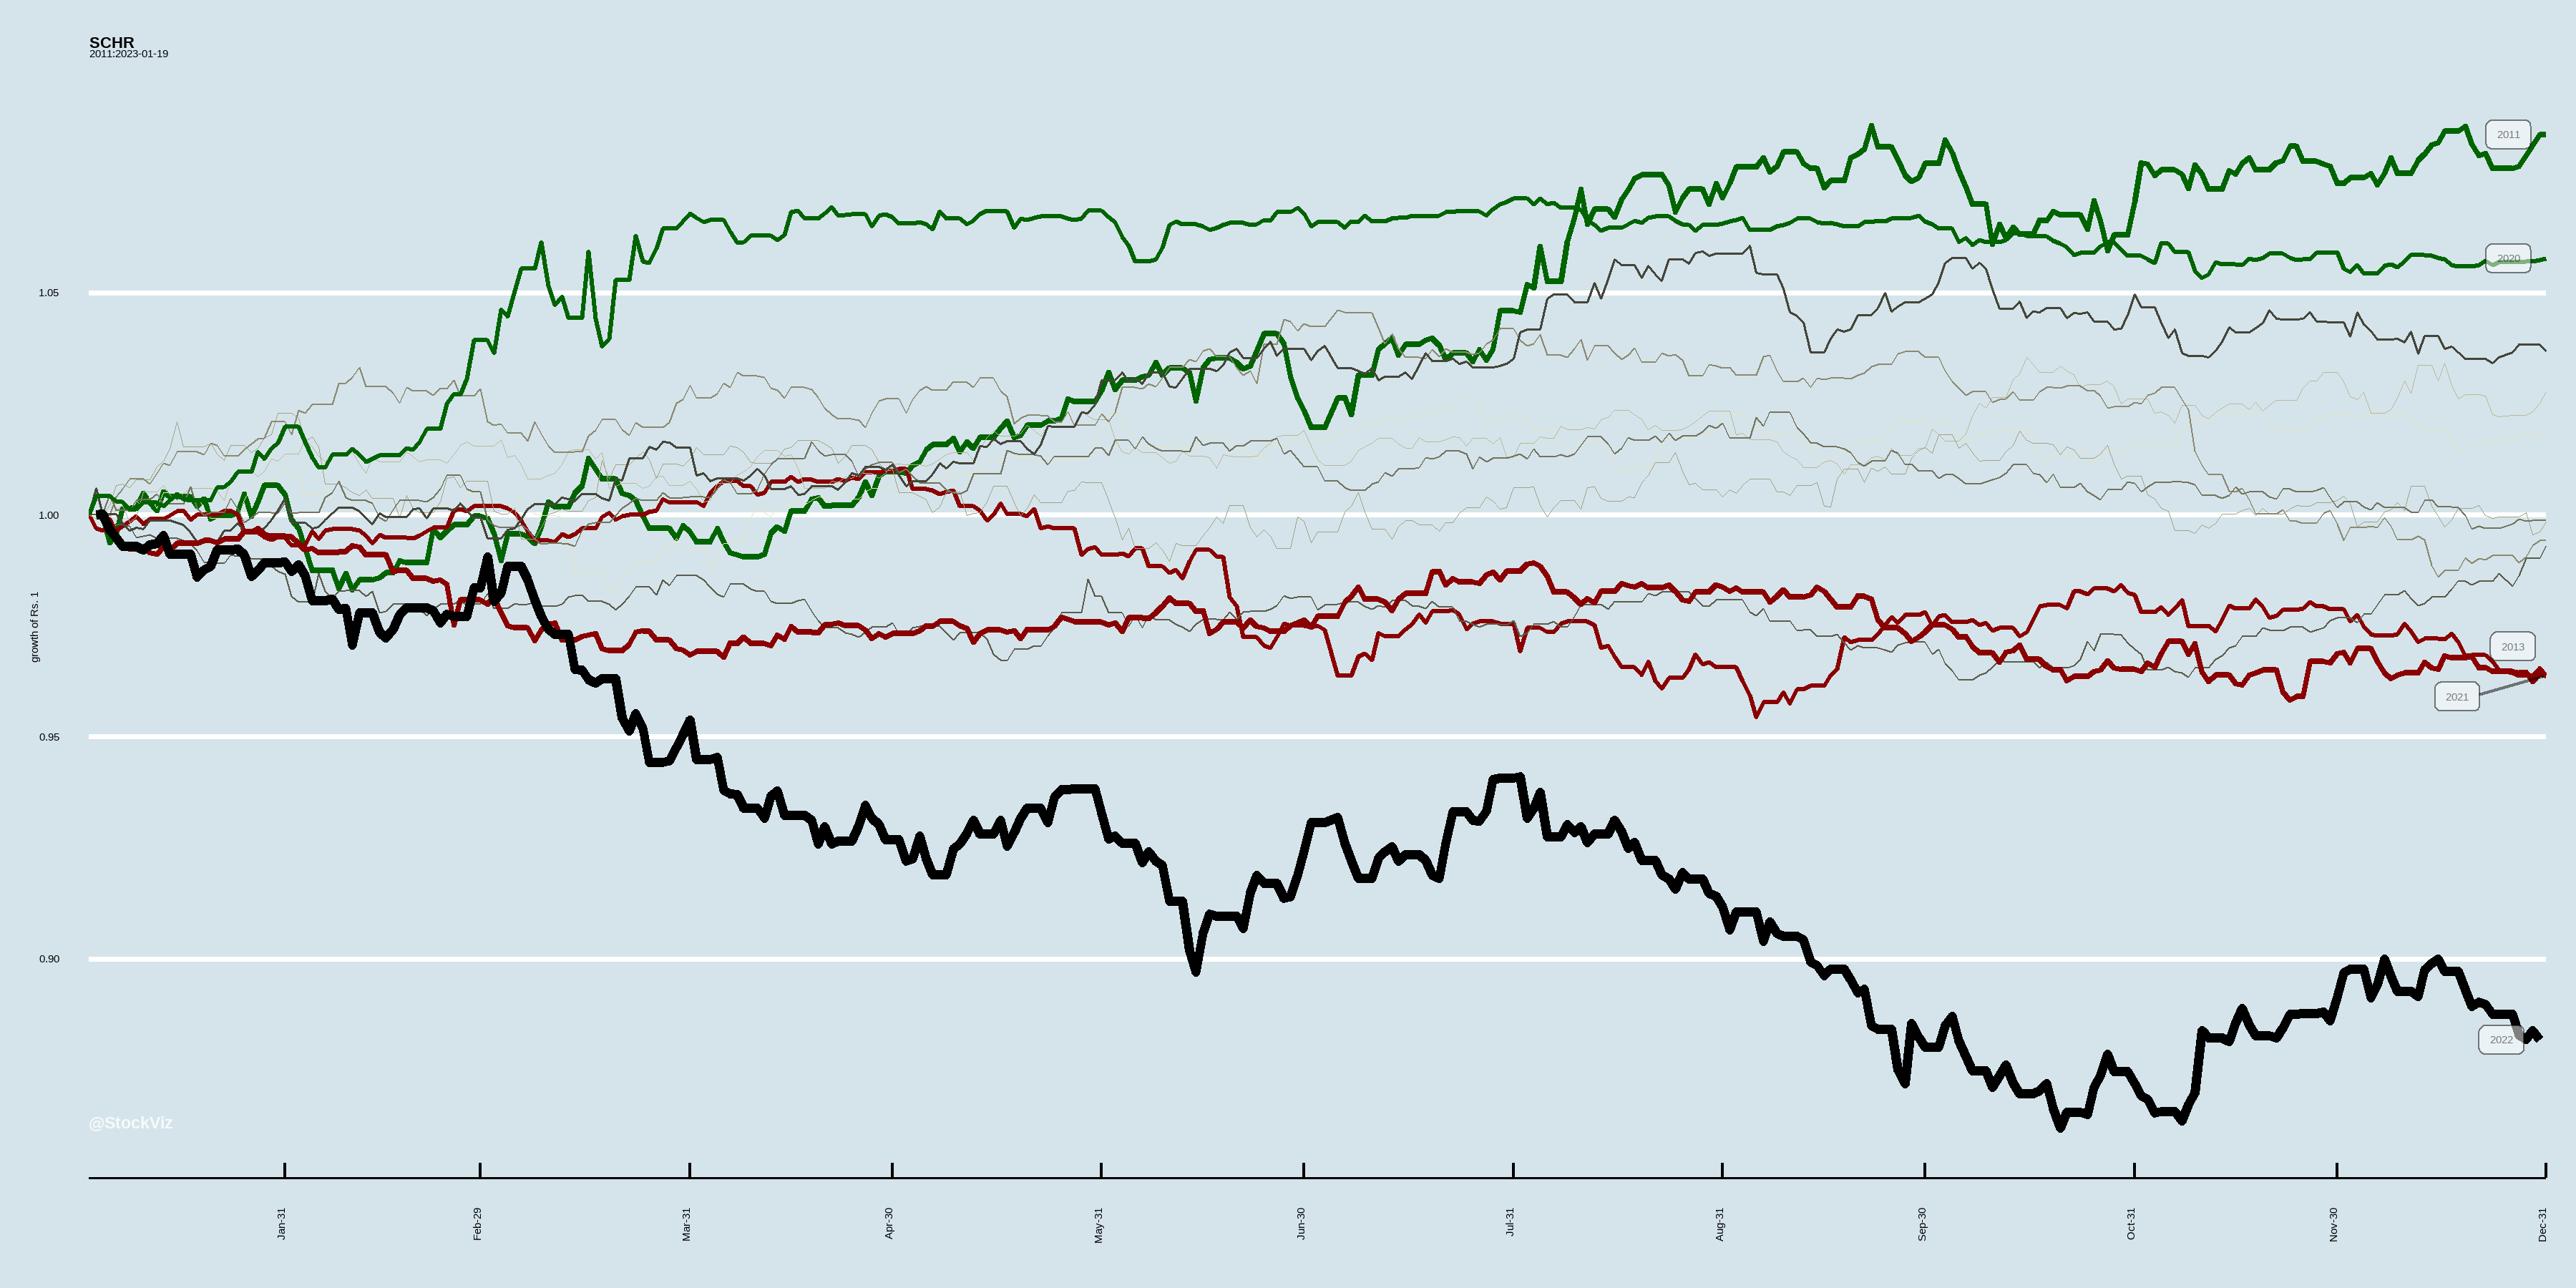 SCHR
2011:2023-01-19
2011
2020
1.05
1.00
growth of Rs. 1
2013
2021
0.95
0.90
2022
@StockViz
Jan-31
Feb-29
Mar-31
Apr-30
May-31
Jun-30
Jul-31
Aug-31
Sep-30
Oct-31
Nov-30
Dec-31